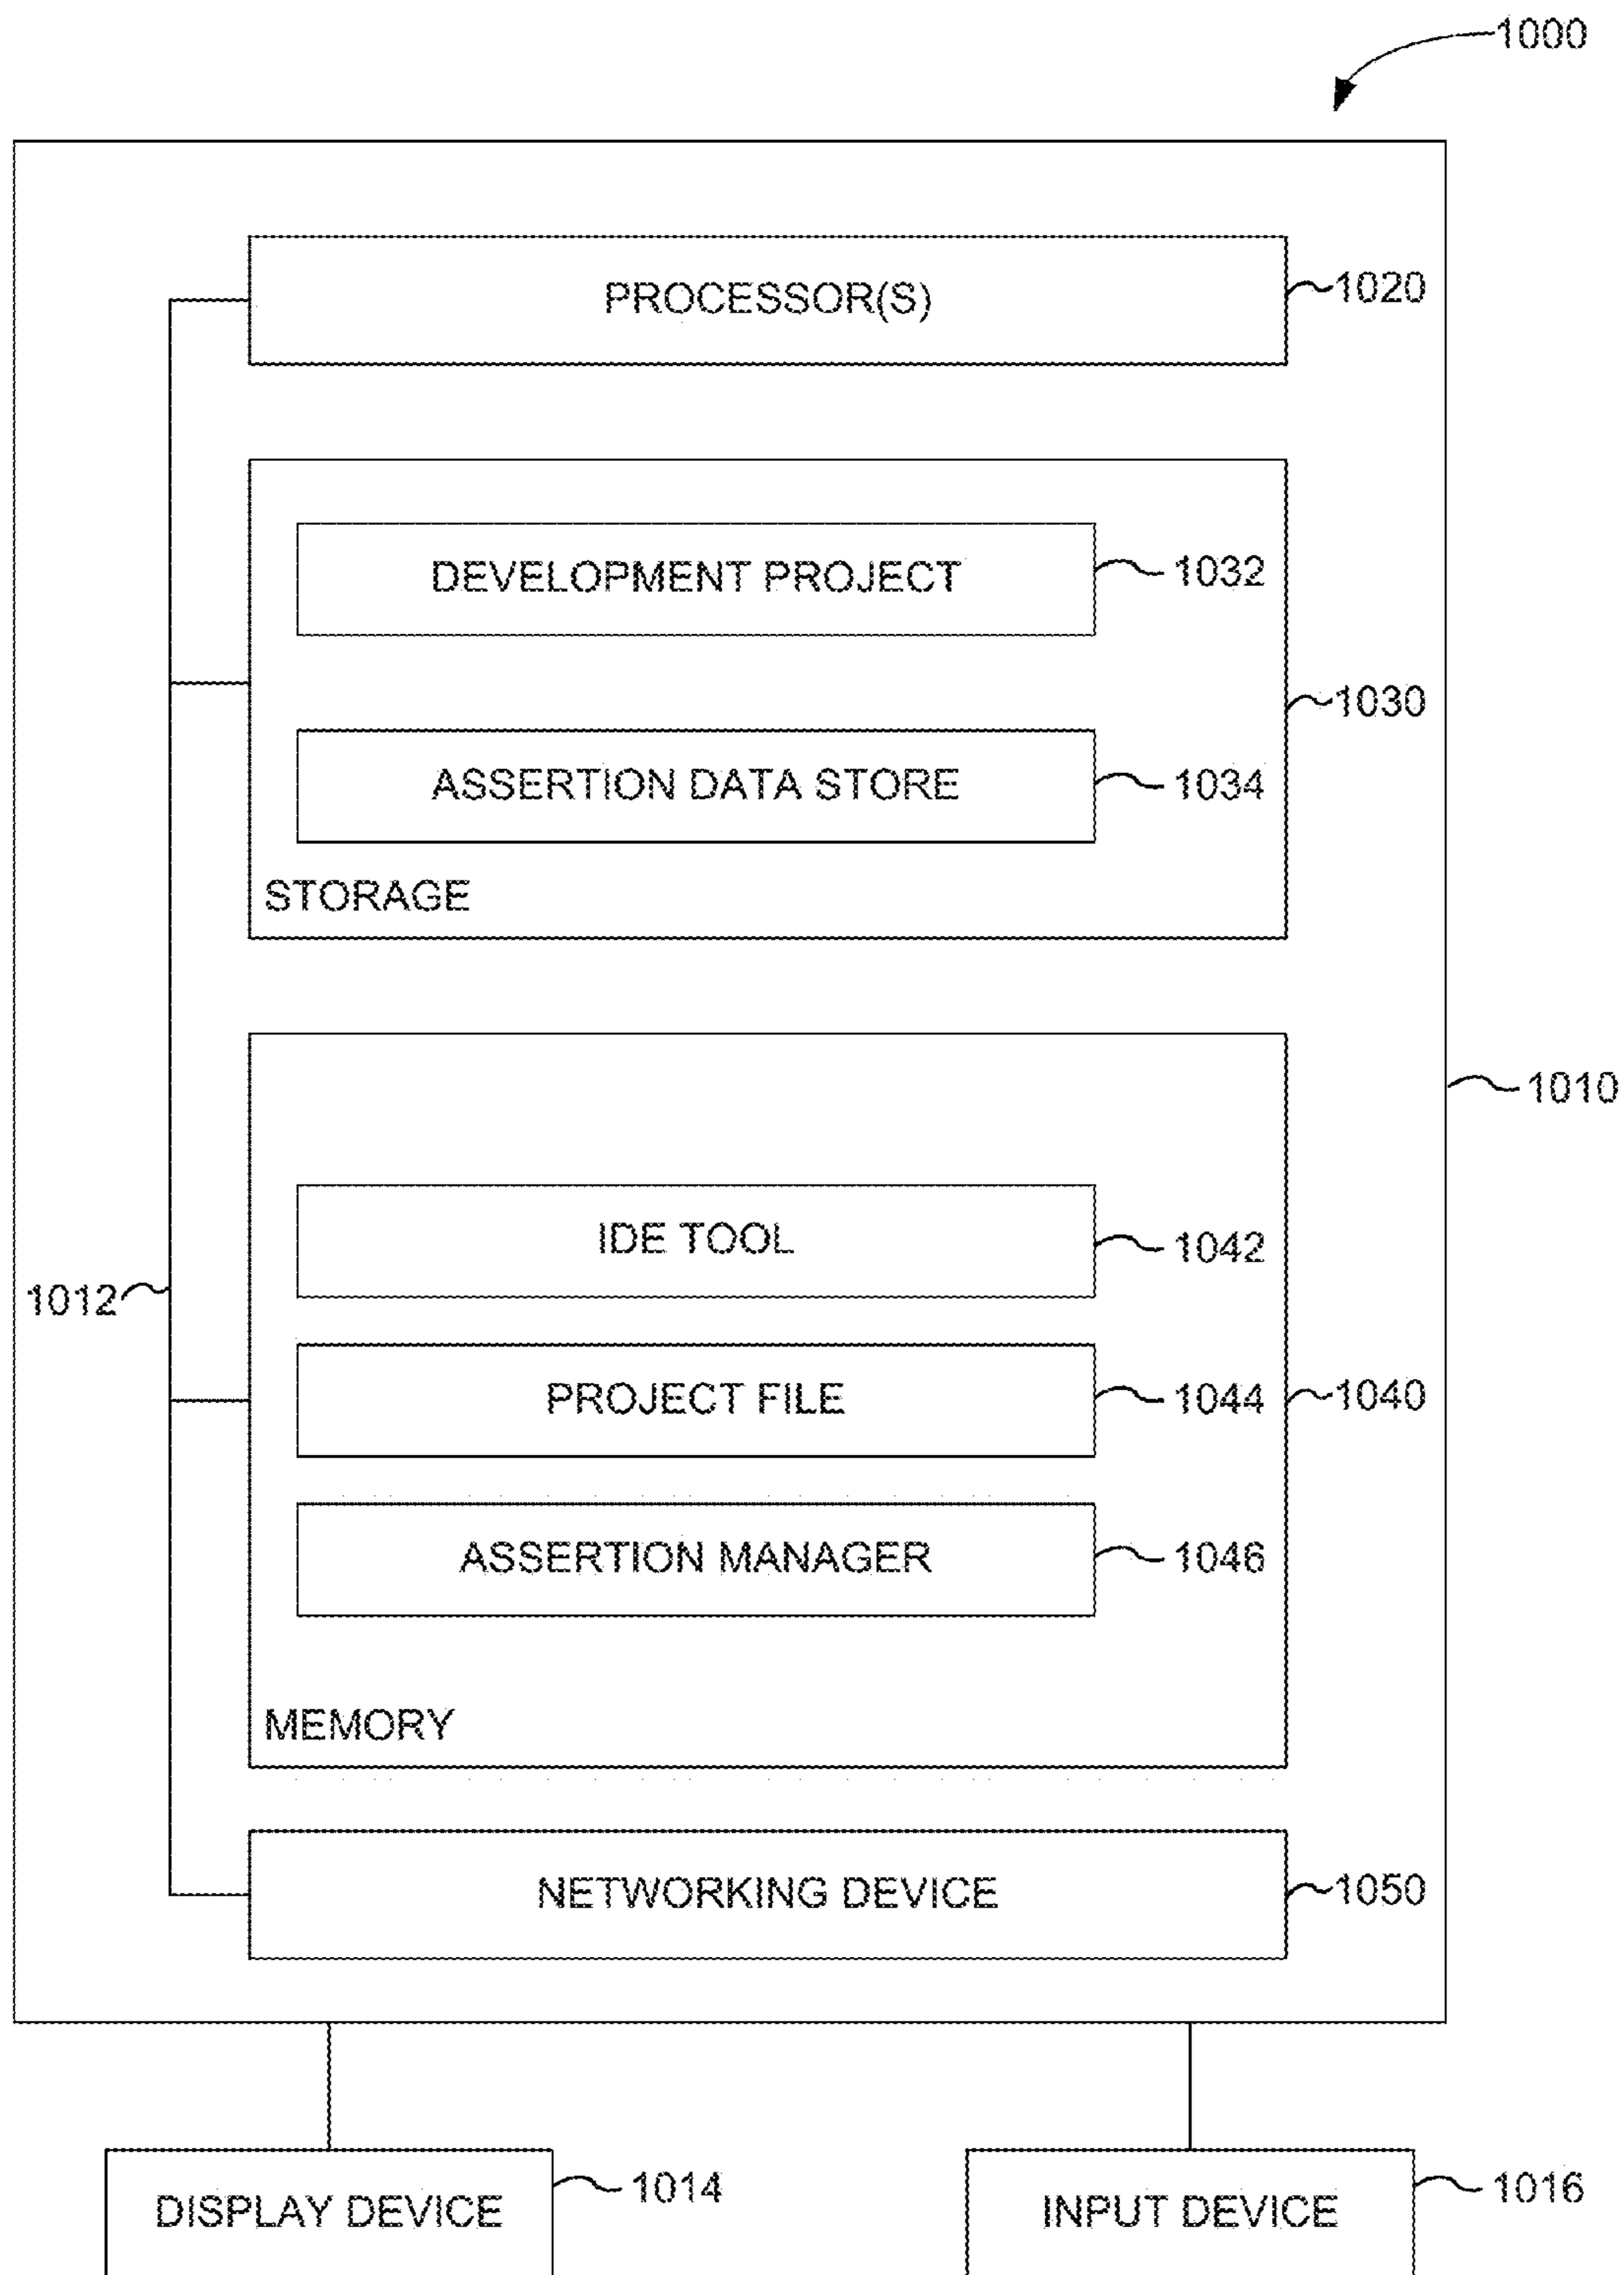 1000
PROCESSOR(S)
1020
DEVELOPMENT PROJECT
1032
1030
ASSERTION DATA STORE
1034
STORAGE
1010
IDE TOOL
1042
1012
PROJECT FILE
1044
1040
ASSERTION MANAGER
1046
MEMORY
NETWORKING DEVICE
1050
DISPLAY DEVICE
1014
INPUT DEVICE
1016